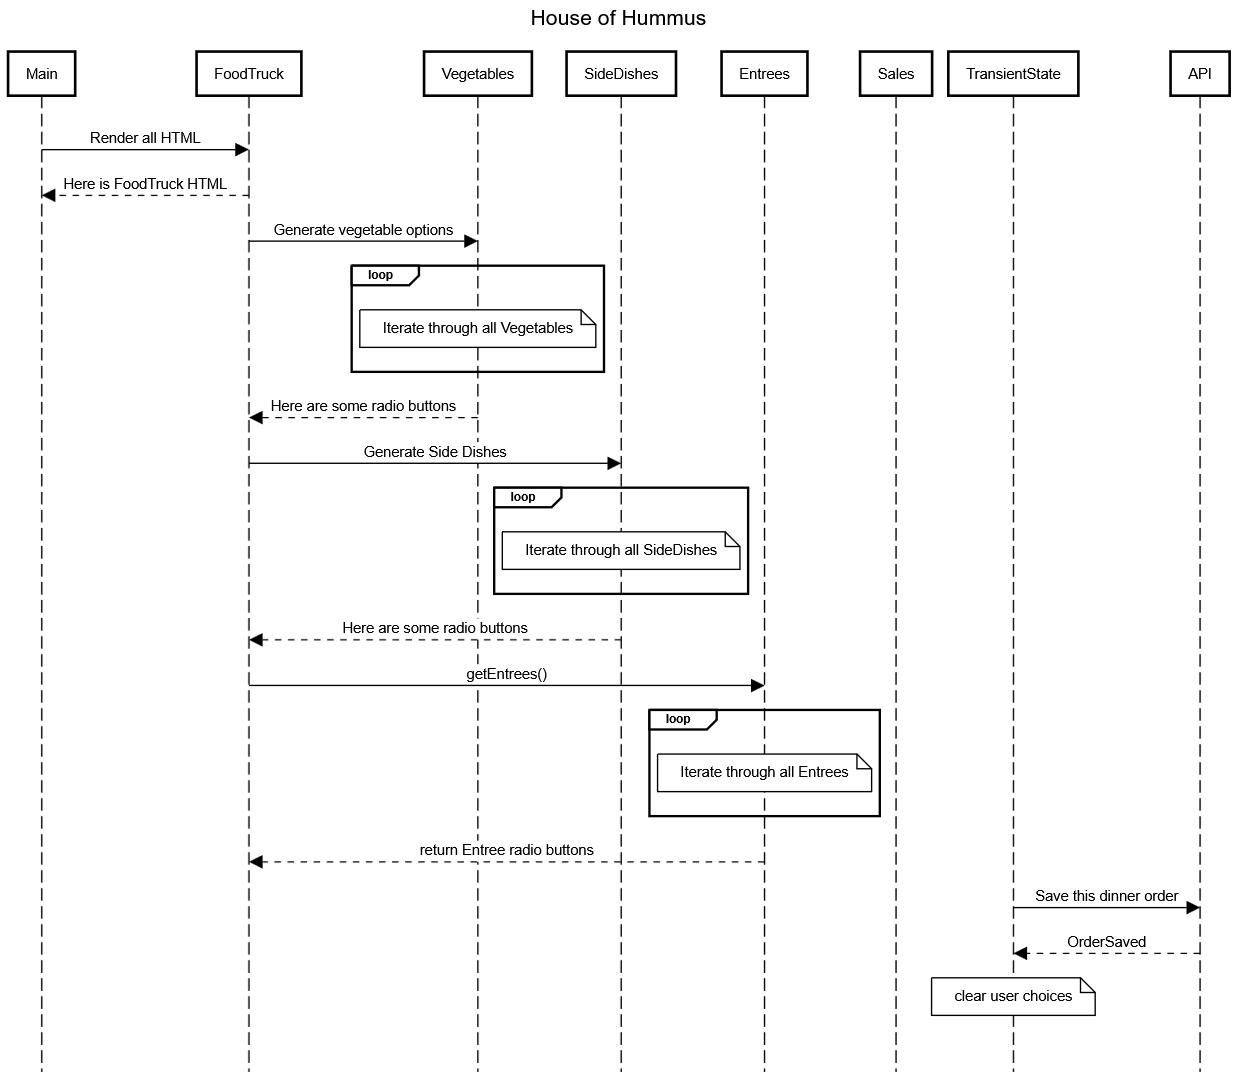 House of Hummus
Main
FoodTruck
Vegetables
SideDishes
Entrees
Sales
TransientState
API
Render all HTML
Here is FoodTruck HTML
Generate vegetable options
loop
Iterate through all Vegetables
Here are some radio buttons
Generate Side Dishes
loop
Iterate through all SideDishes
Here are some radio buttons
getEntrees()
loop
Iterate through all Entrees
return Entree radio buttons
Save this dinner order
OrderSaved
clear user choices